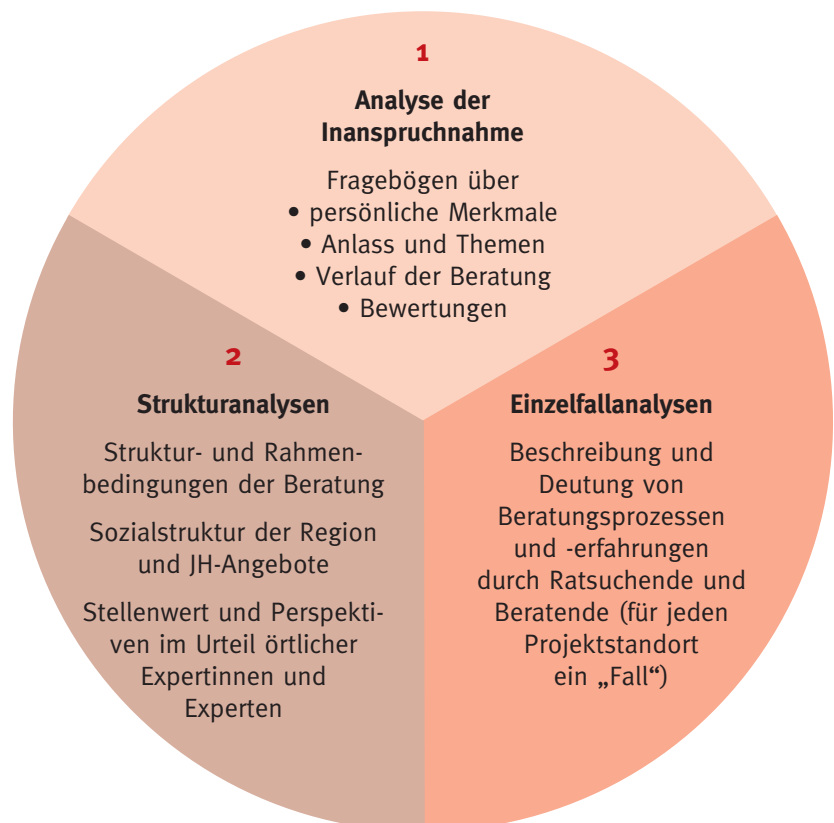 1
Analyse der
Inanspruchnahme
Fragebögen über
• persönliche Merkmale
• Anlass und Themen
• Verlauf der Beratung
• Bewertungen
2
Strukturanalysen
Struktur- und Rahmen-
bedingungen der Beratung
Sozialstruktur der Region
und JH-Angebote
Stellenwert und Perspekti-
ven im Urteil örtlicher
Expertinnen und
Experten
3
Einzelfallanalysen
Beschreibung und
Deutung von
Beratungsprozessen
und -erfahrungen
durch Ratsuchende und
Beratende (für jeden
Projektstandort
ein „Fall“)